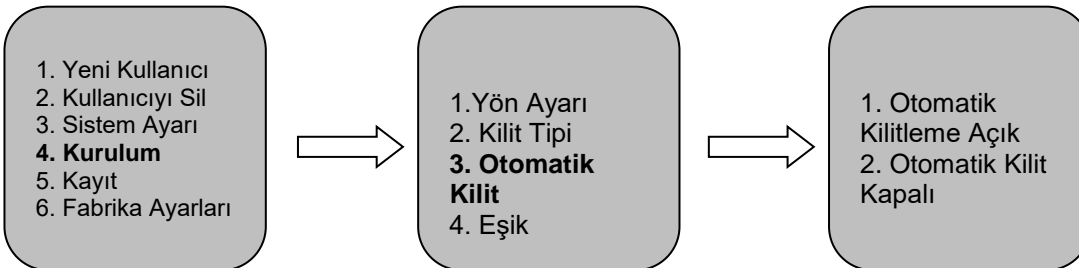 1. Yeni Kullanıcı
2. Kullanıcıyı Sil
3. Sistem Ayarı
4. Kurulum
5. Kayıt
6. Fabrika Ayarları
1.Yön Ayarı
2. Kilit Tipi
3. Otomatik
Kilit
4. Eşik
1. Otomatik
Kilitleme Açık
2. Otomatik Kilit
Kapalı